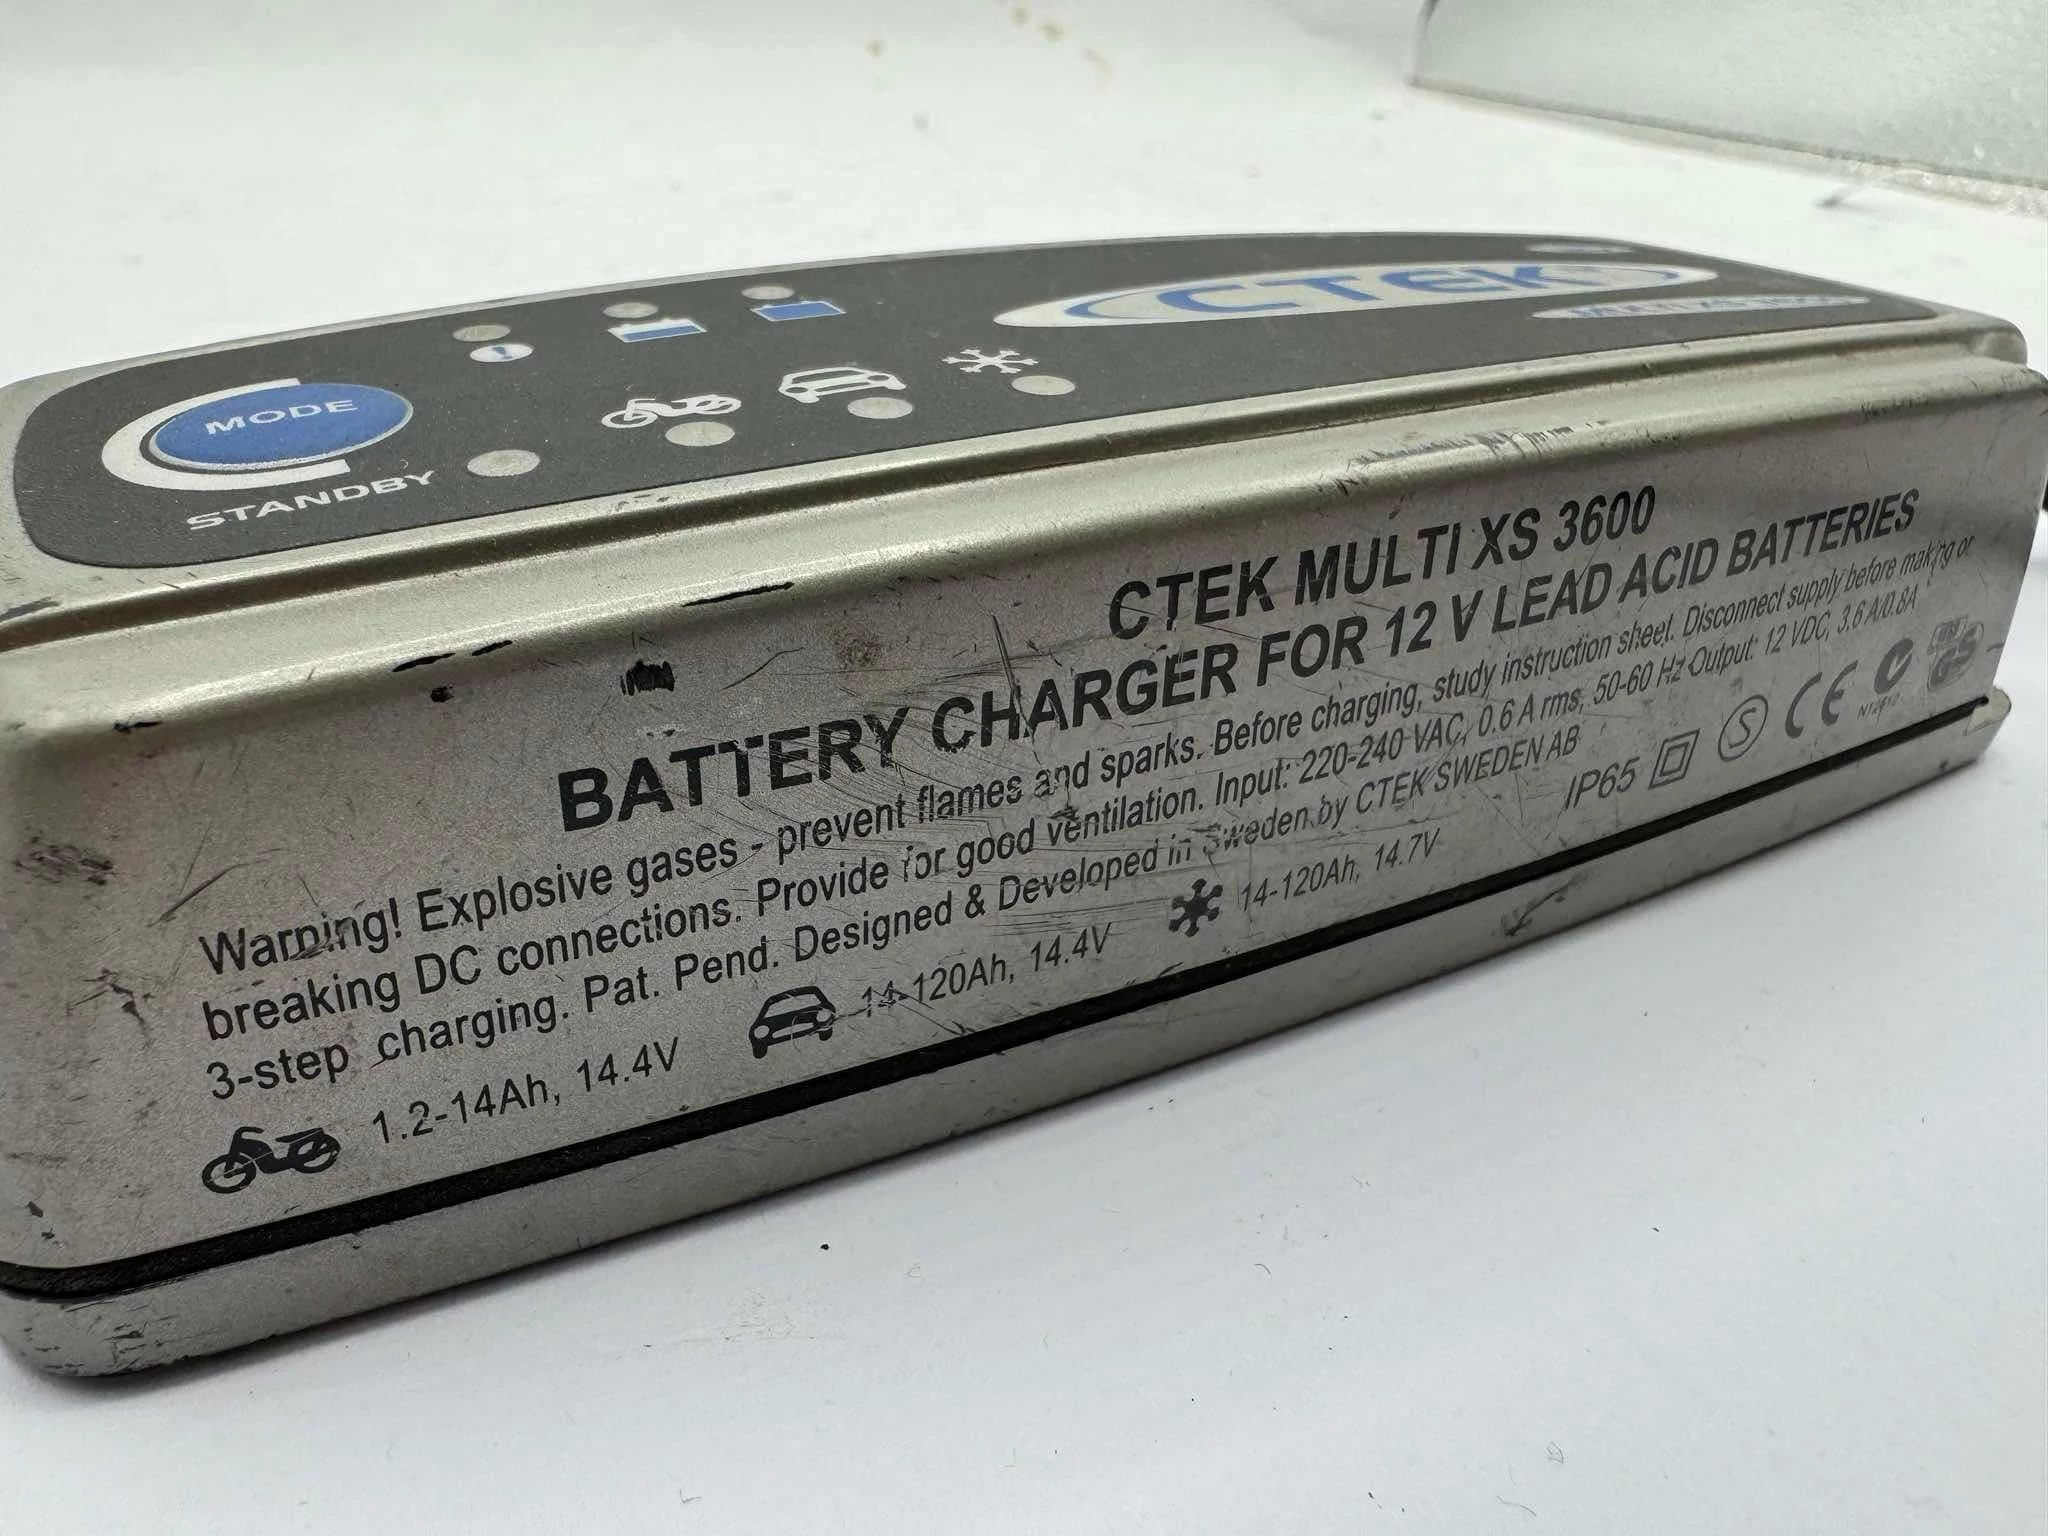 CTEK
MODE
STANDBY
CTEK MULTI XS 3600
BATTERY CHARGER FOR 12 V LEAD ACID BATTERIES
Warning! Explosive gases - prevent flames and sparks. Before charging, study instruction sheet. Disconnect supply before making or
breaking DC connections. Provide for good ventilation. Input: 220-240 VAC, 0.6 A rms, 50-60 Hz Output: 12 VDC, 3.6 A/0.8A
3-step charging. Pat. Pend. Designed & Developed in Sweden by CTEK SWEDEN AB
IP65 S CE GS
1.2-14Ah, 14.4V 14-120Ah, 14.4V 14-120Ah, 14.7V